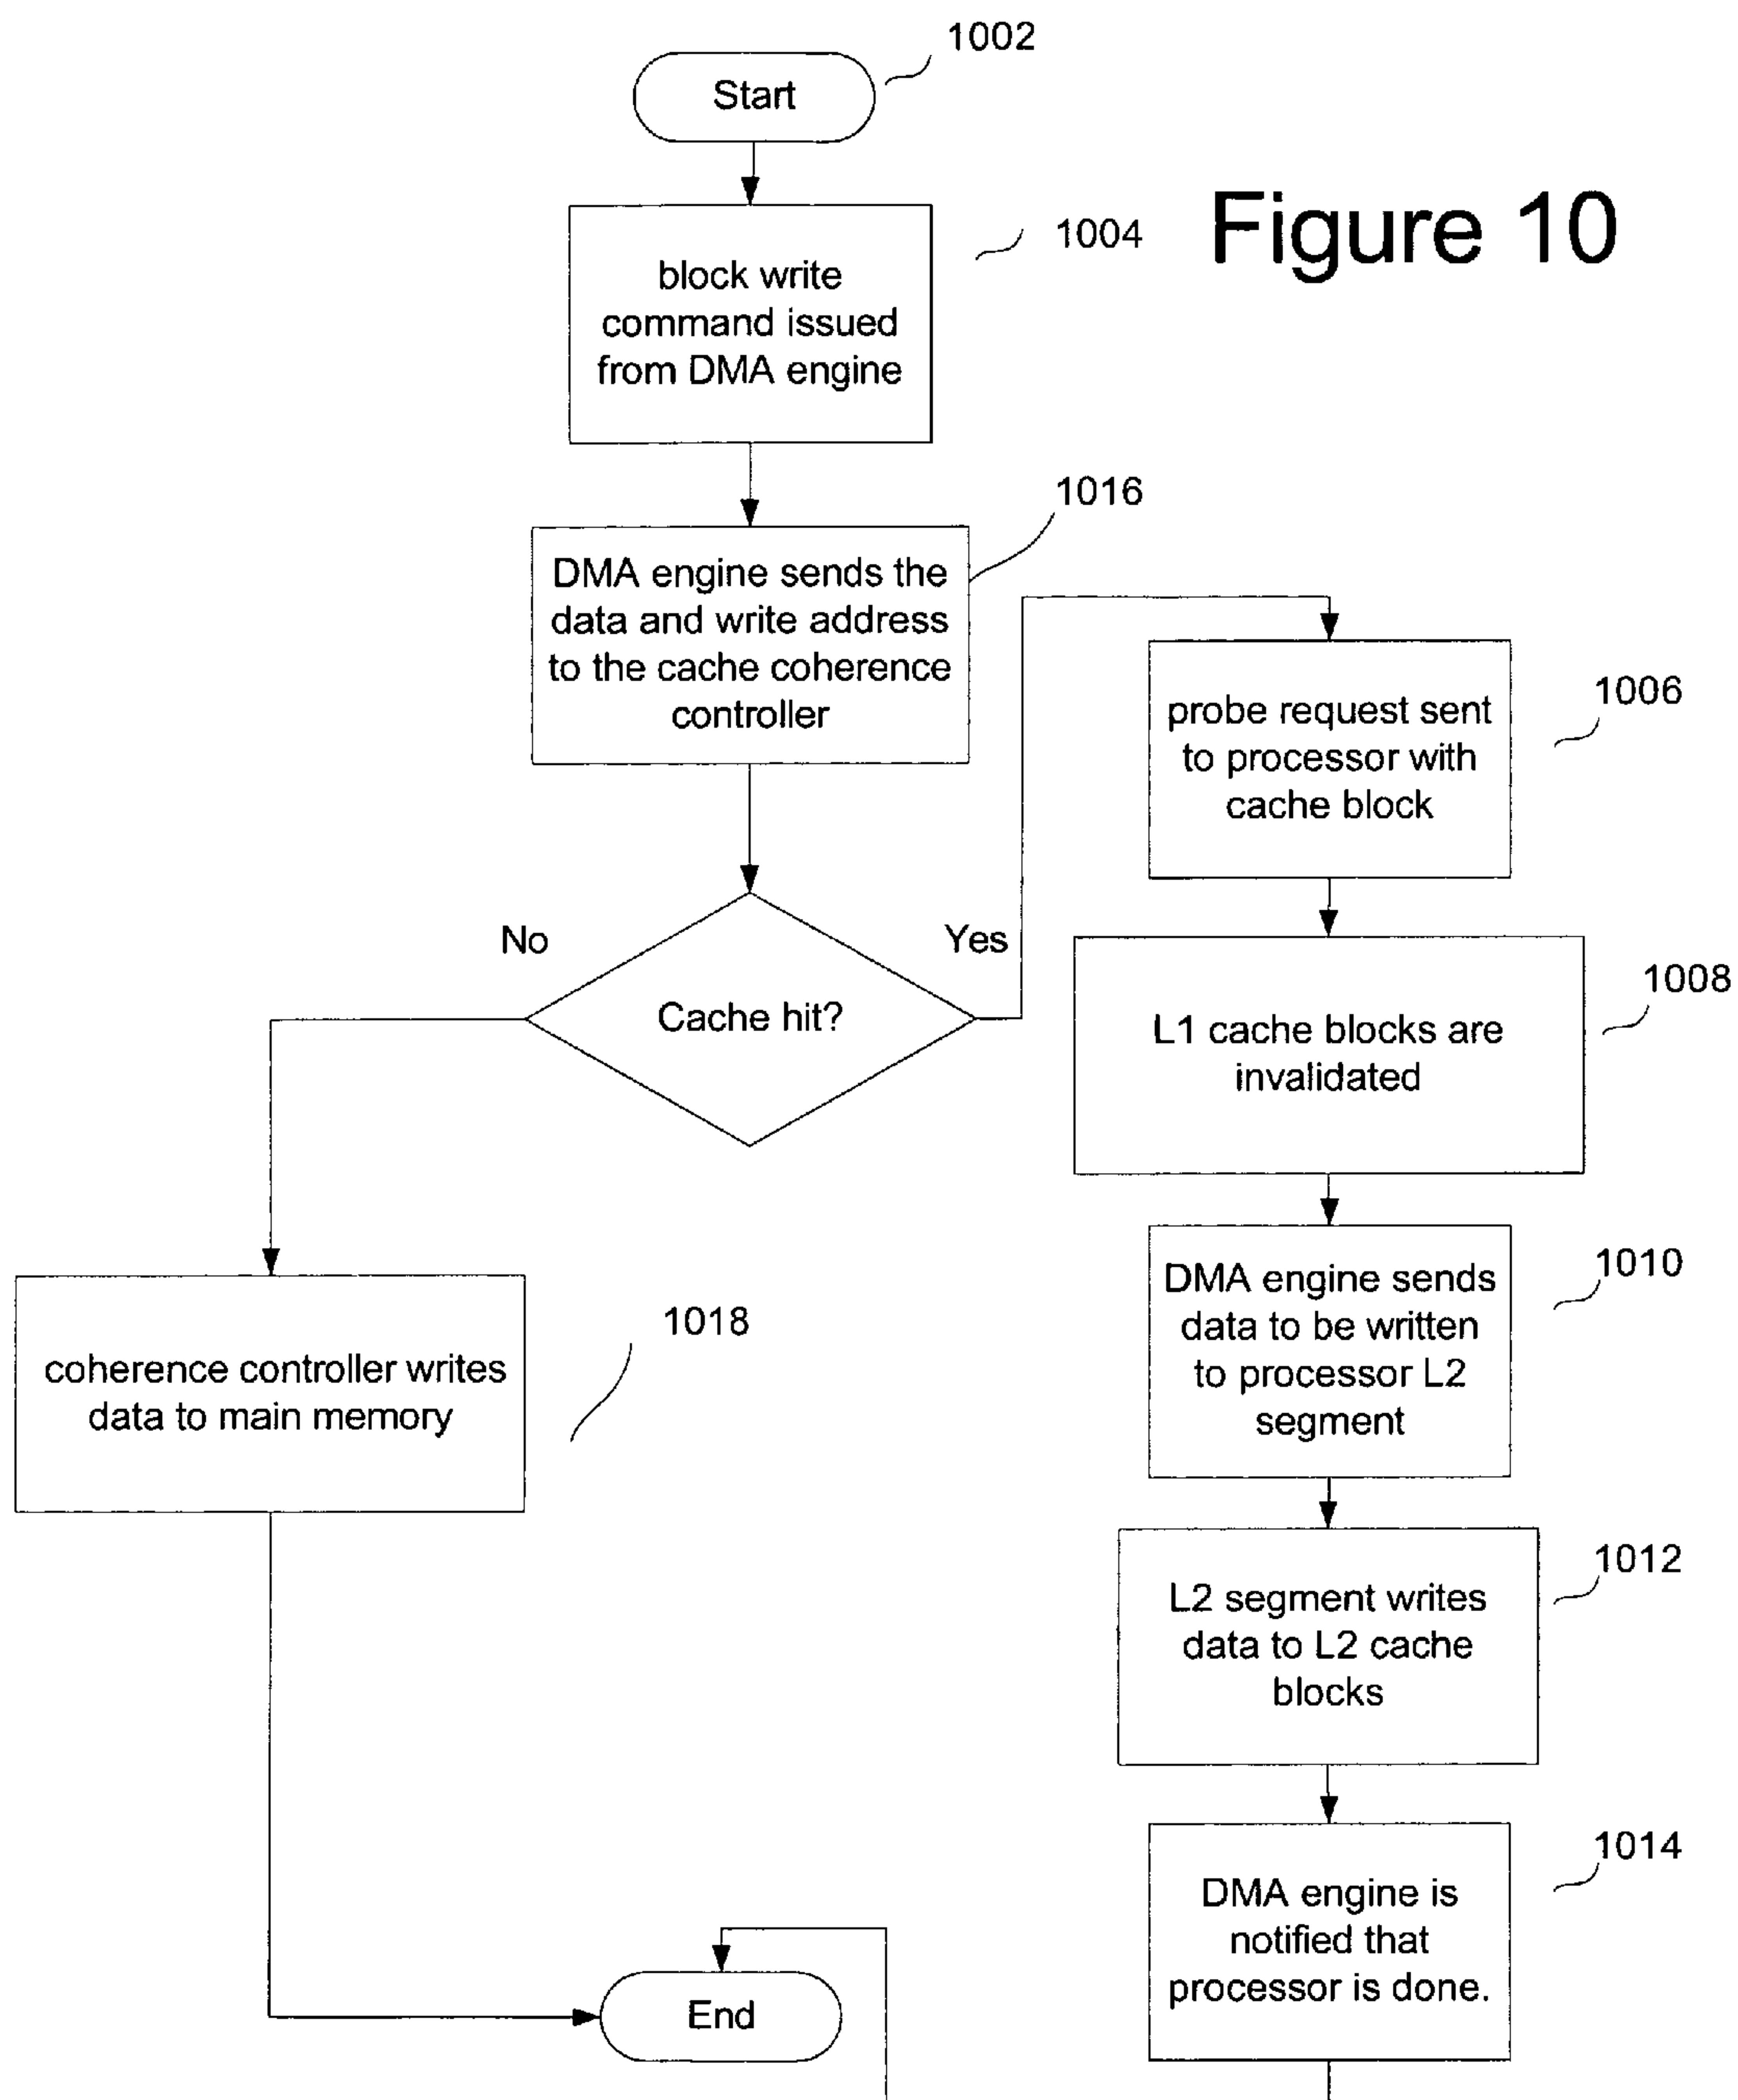 1002
Start
Figure 10
1004
block write
command issued
from DMA engine
1016
DMA engine sends the
data and write address
to the cache coherence
controller
1006
probe request sent
to processor with
cache block
No
Yes
Cache hit?
1008
L1 cache blocks are
invalidated
1010
DMA engine sends
data to be written
to processor L2
segment
1018
coherence controller writes
data to main memory
1012
L2 segment writes
data to L2 cache
blocks
1014
DMA engine is
notified that
processor is done.
End